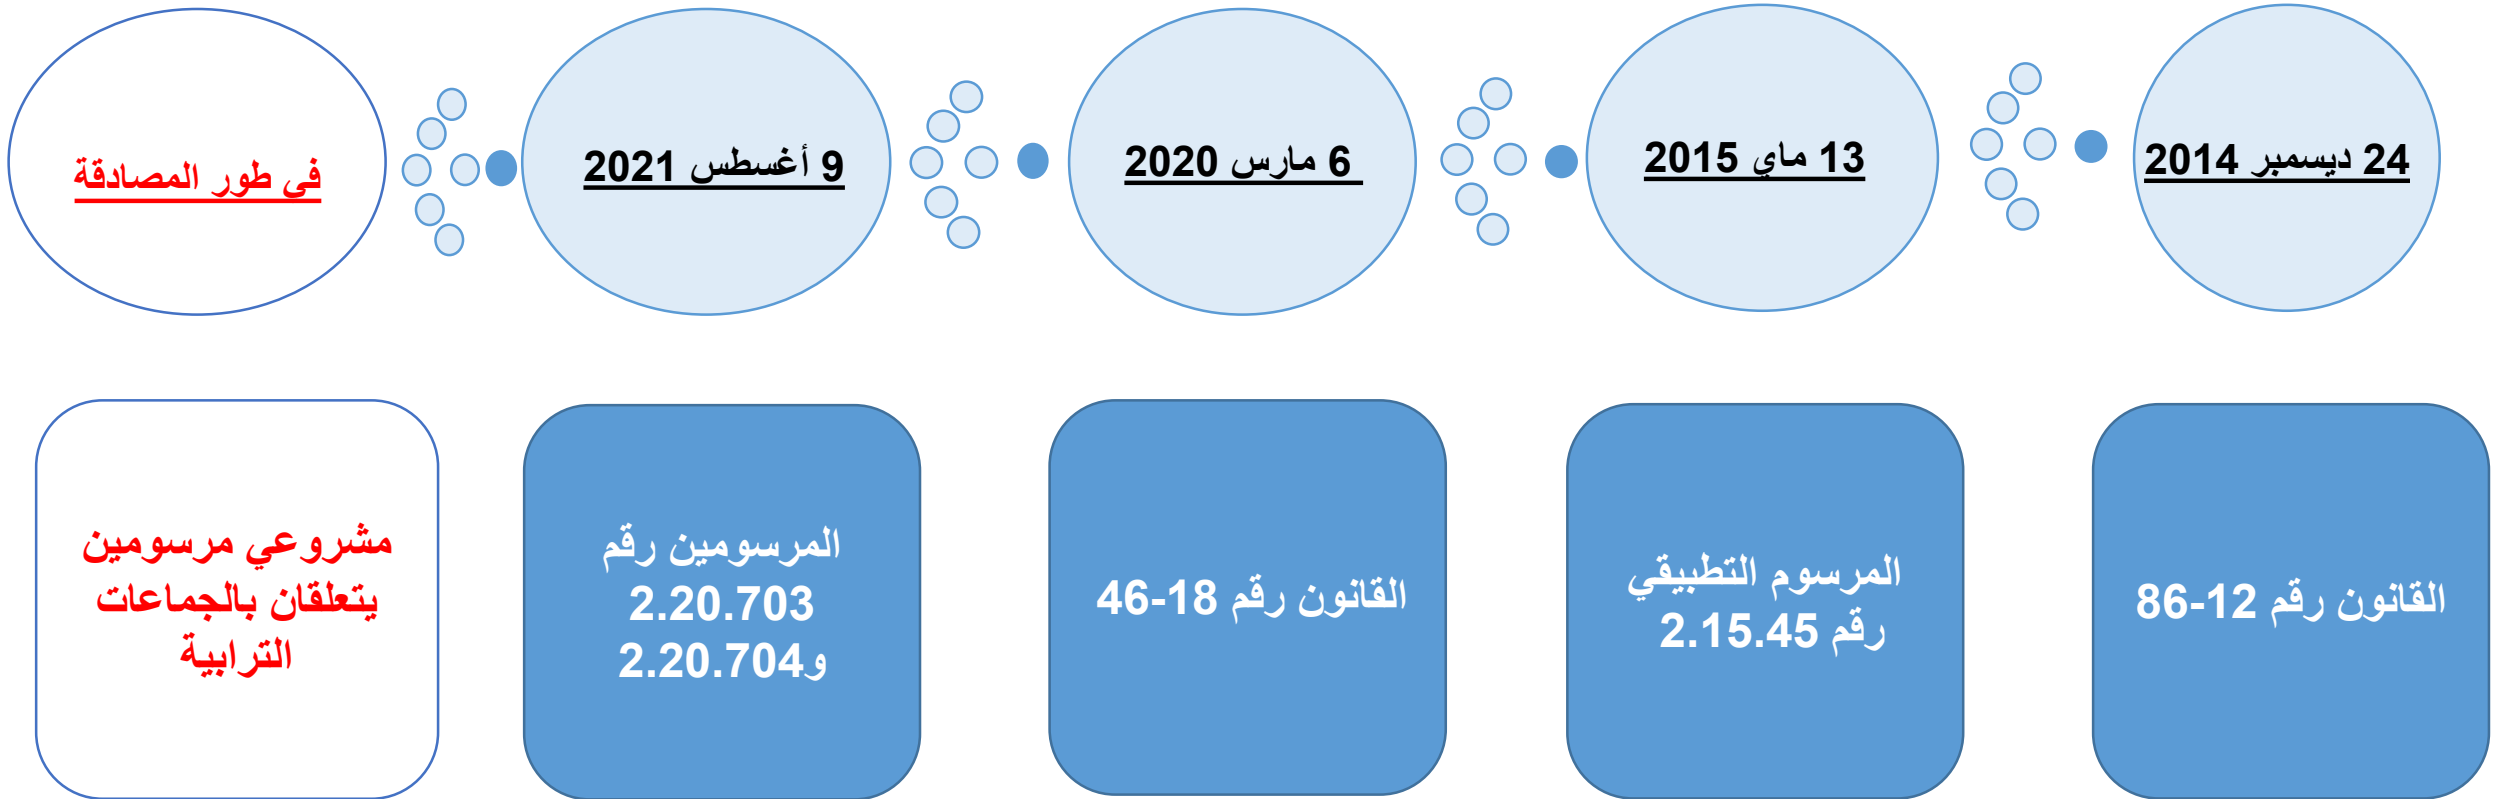 24 ديسمبر 2014
13 ماي 2015
6 مارس 2020
9 أغسطس 2021
في طور المصادقة
القانون رقم 86-12
المرسوم التطبيقي
رقم 2.15.45
القانون رقم 46-18
المرسومين رقم
2.20.703
و2.20.704
مشروعي مرسومين
يتعلقان بالجماعات
الترابية